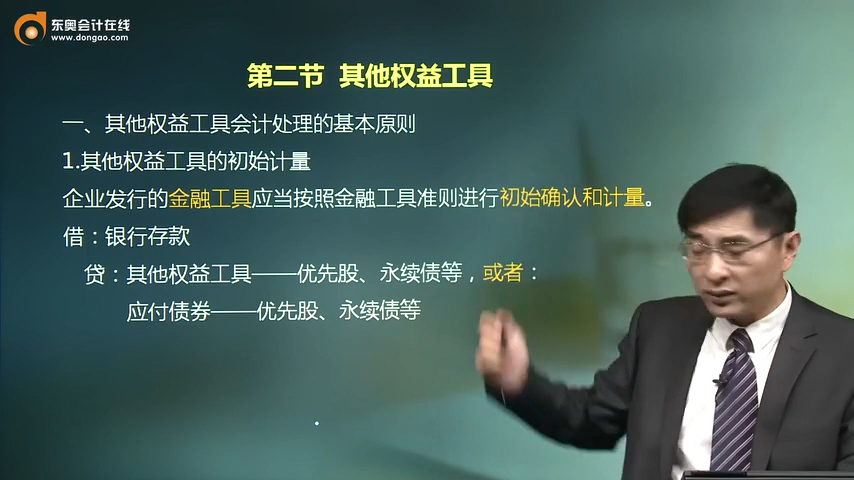 东奥会计在线
www.dongao.com
第二节 其他权益工具
一、其他权益工具会计处理的基本原则
1.其他权益工具的初始计量
企业发行的金融工具应当按照金融工具准则进行初始确认和计量。
借：银行存款
贷：其他权益工具——优先股、永续债等，或者：
应付债券——优先股、永续债等